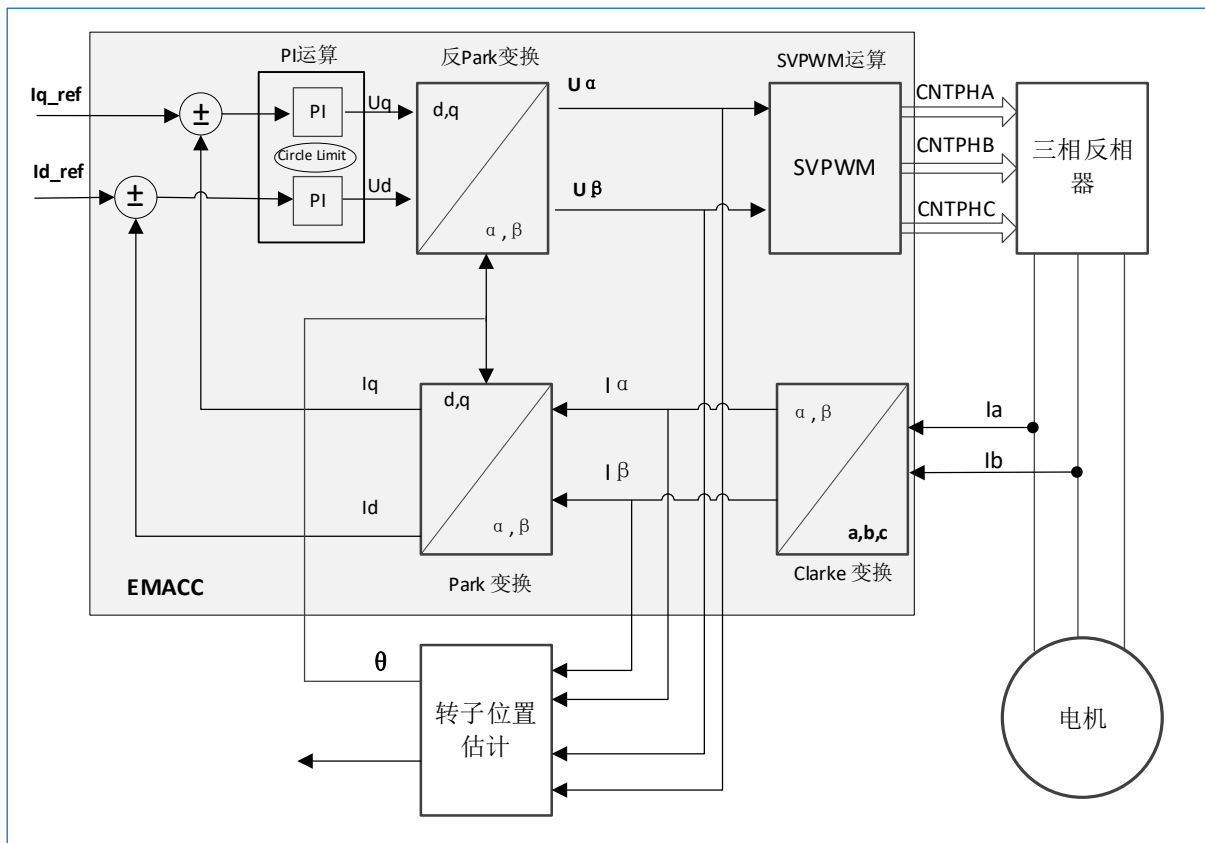 PI运算
反Park变换
SVPWM运算
Iq_ref
±
PI
Uq
d,q
U α
CNTPHA
Circle Limit
SVPWM
CNTPHB
三相反相
器
Id_ref
±
PI
Ud
α , β
U β
CNTPHC
Iq
d,q
I α
α , β
Ia
Ib
I β
Id
α , β
a,b,c
EMACC
Park 变换
Clarke 变换
θ
转子位置
估计
电机